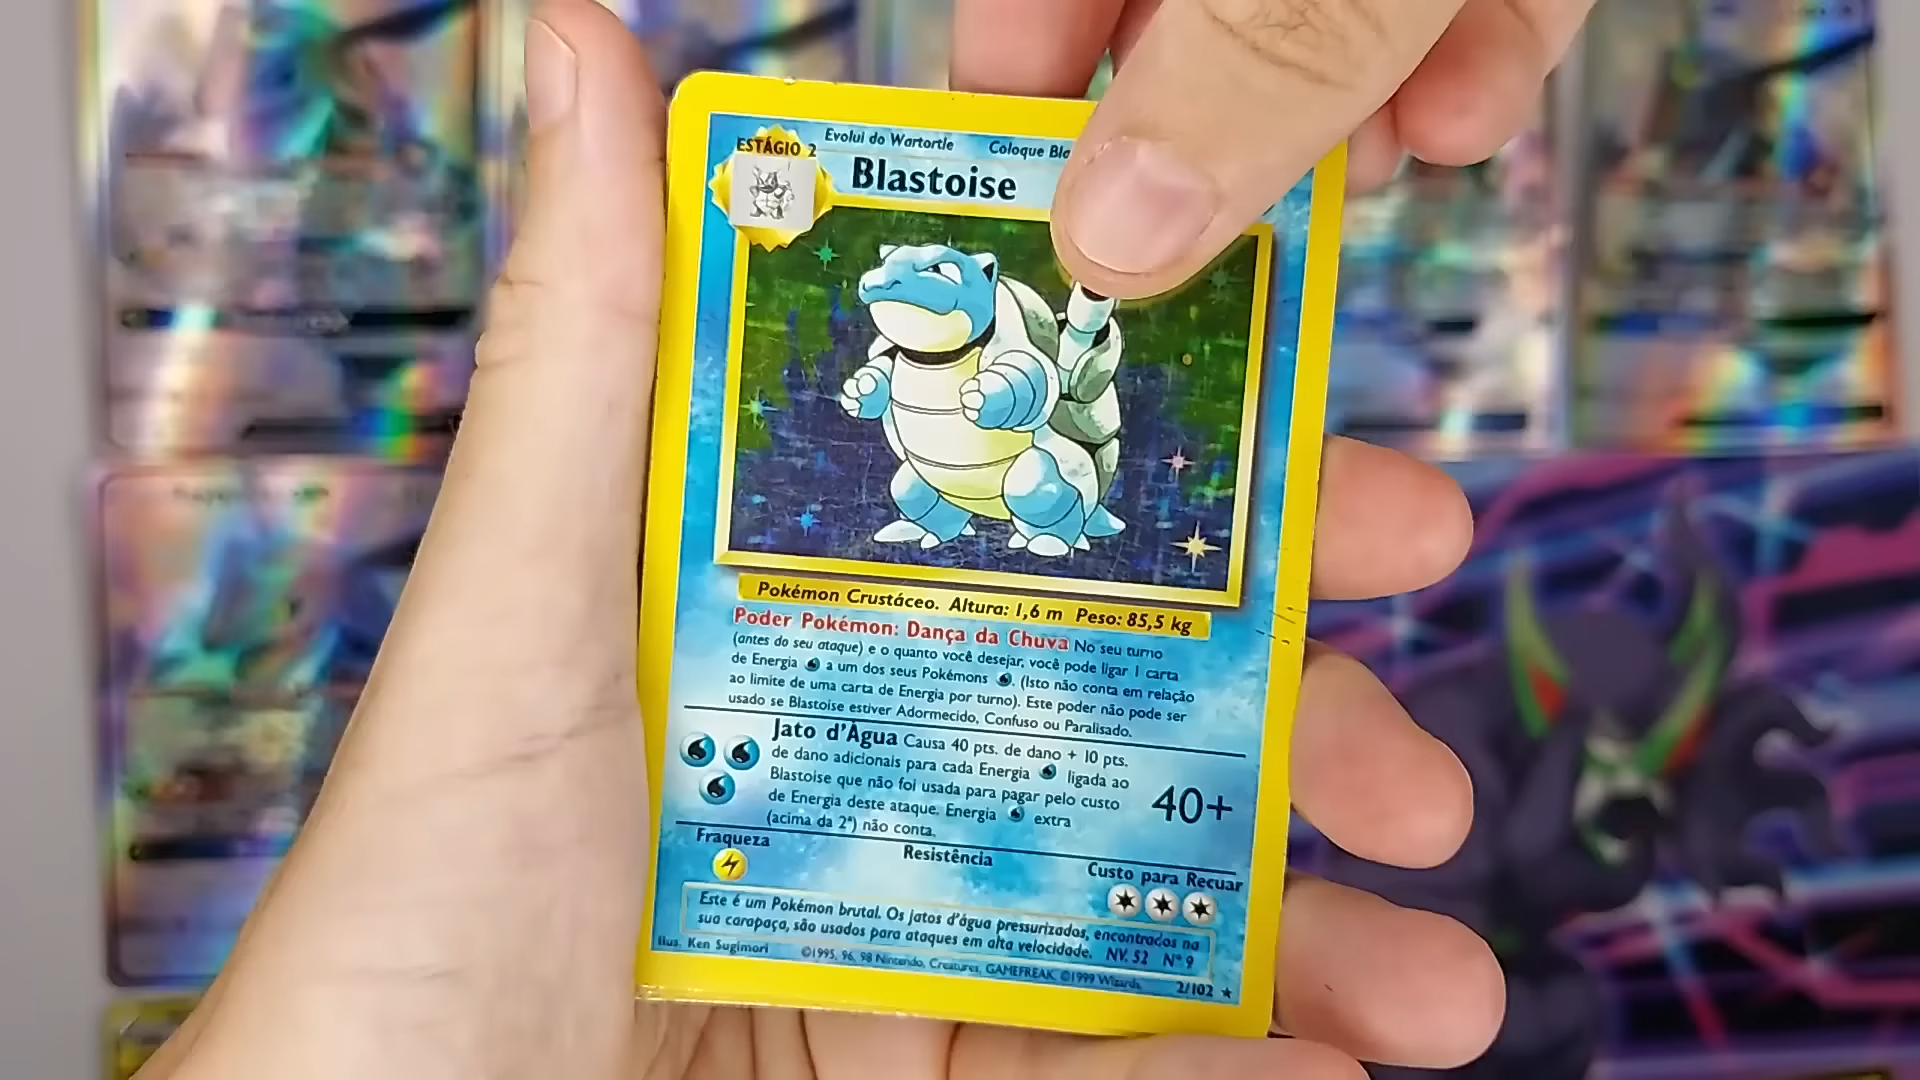 Evolui do Wartortle Coloque
ESTÁGIO 2
Blastoise
Pokémon Crustáceo. Altura: 1,6 m Peso: 85,5 kg
Poder Pokémon: Dança da Chuva No seu turno
(antes do seu ataque) e o quanto você desejar, você pode ligar 1 carta
de Energia a um dos seus Pokémons . (Isto não conta em relação
ao limite de uma carta de Energia por turno). Este poder não pode ser
usado se Blastoise estiver Adormecido, Confuso ou Paralisado.
Jato d'Água Causa 40 pts. de dano + 10 pts.
de dano adicionais para cada Energia ligada ao
Blastoise que não foi usada para pagar pelo custo
de Energia deste ataque. Energia extra
(acima da 2ª) não conta.
40+
Fraqueza
Resistência
Custo para Recuar
Este é um Pokémon brutal. Os jatos d'água pressurizados, encontrados na
sua carapaça, são usados para ataques em alta velocidade. NV. 52 Nº 9
Ilus. Ken Sugimori ©1995, 96, 98 Nintendo, Creatures, GAMEFREAK. ©1999 Wizards. 2/102